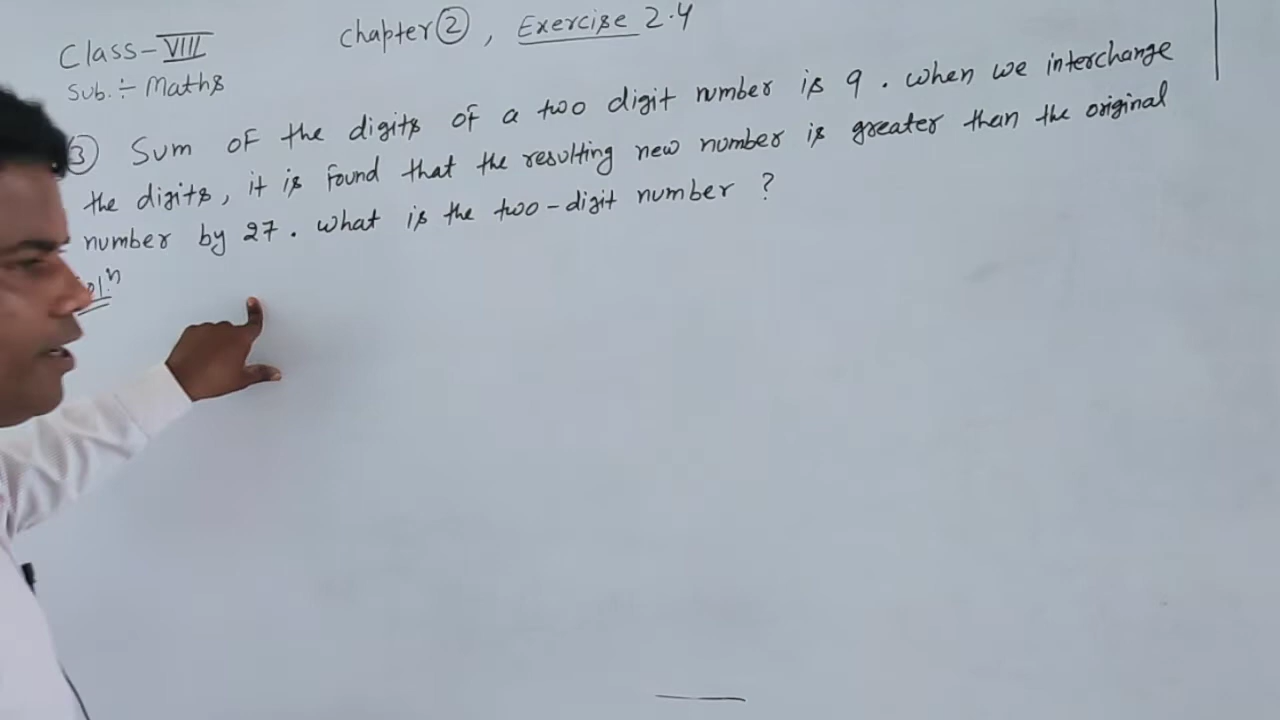 Class-VIII
Chapter 2, Exercise 2.4
Sub. ÷ Maths
3 Sum of the digits of a two digit number is 9. When we interchange
the digits, it is found that the resulting new number is greater than the original
number by 27. What is the two-digit number ?